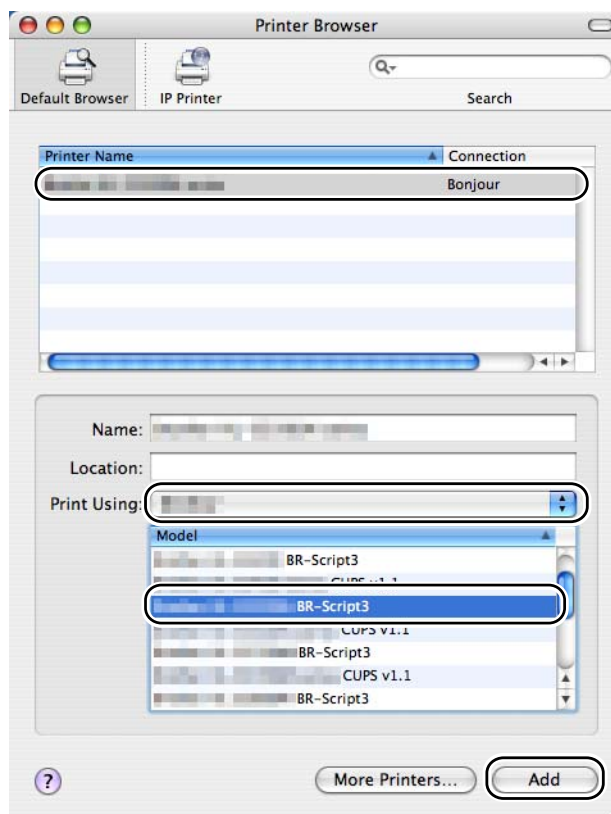 Printer Browser
Default Browser
IP Printer
Search
Printer Name
Connection
Bonjour
Name:
Location:
Print Using:
Model
BR-Script3
CUPS v1.1
BR-Script3
CUPS v1.1
BR-Script3
CUPS v1.1
BR-Script3
?
More Printers...
Add